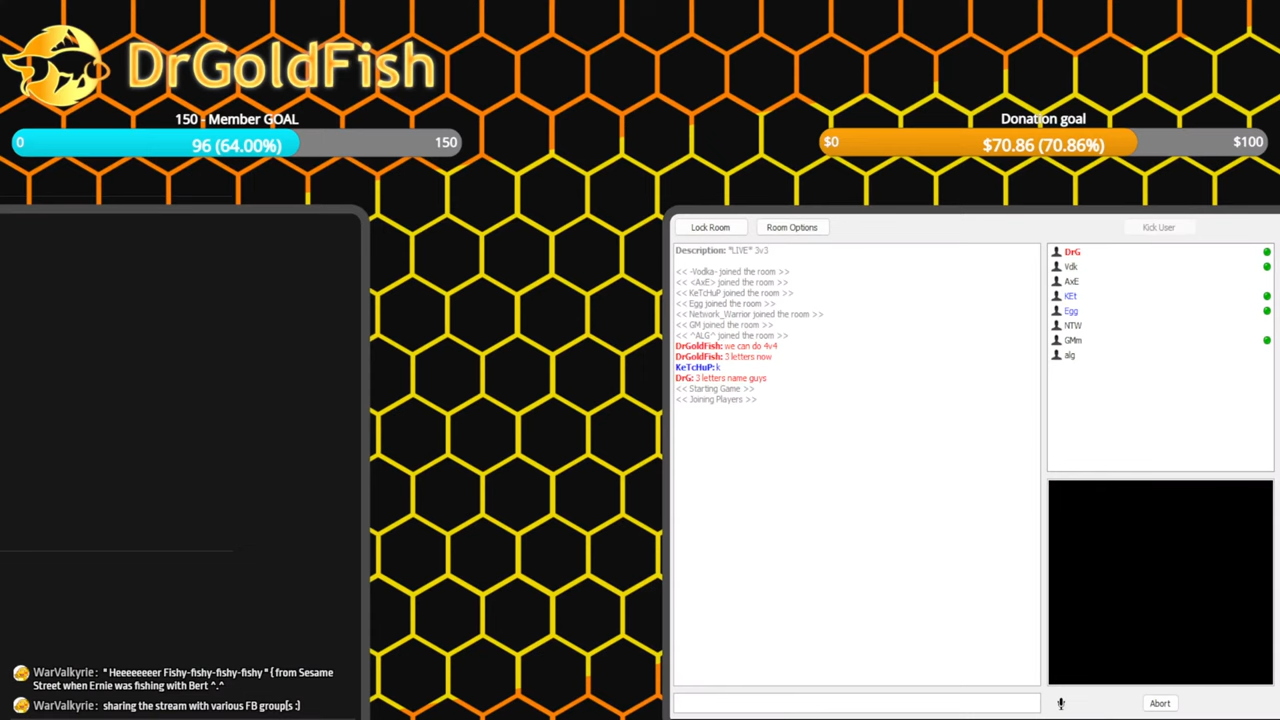 DrGoldFish
150 - Member GOAL
0 96 (64.00%) 150
Donation goal
$0 $70.86 (70.86%) $100
Lock Room Room Options Kick User
Description: *LIVE* 3v3
<< -Vodka- joined the room >>
<< <AxE> joined the room >>
<< KeTcHuP joined the room >>
<< Egg joined the room >>
<< Network_Warrior joined the room >>
<< GM joined the room >>
<< ^ALG^ joined the room >>
DrGoldFish: we can do 4v4
DrGoldFish: 3 letters now
KeTcHuP: k
DrG: 3 letters name guys
<< Starting Game >>
<< Joining Players >>
DrG
Vdk
AxE
KEt
Egg
NTW
GMm
alg
WarValkyrie: " Heeeeeeer Fishy-fishy-fishy-fishy " { from Sesame
Street when Ernie was fishing with Bert ^.^
WarValkyrie: sharing the stream with various FB group[s :}
Abort